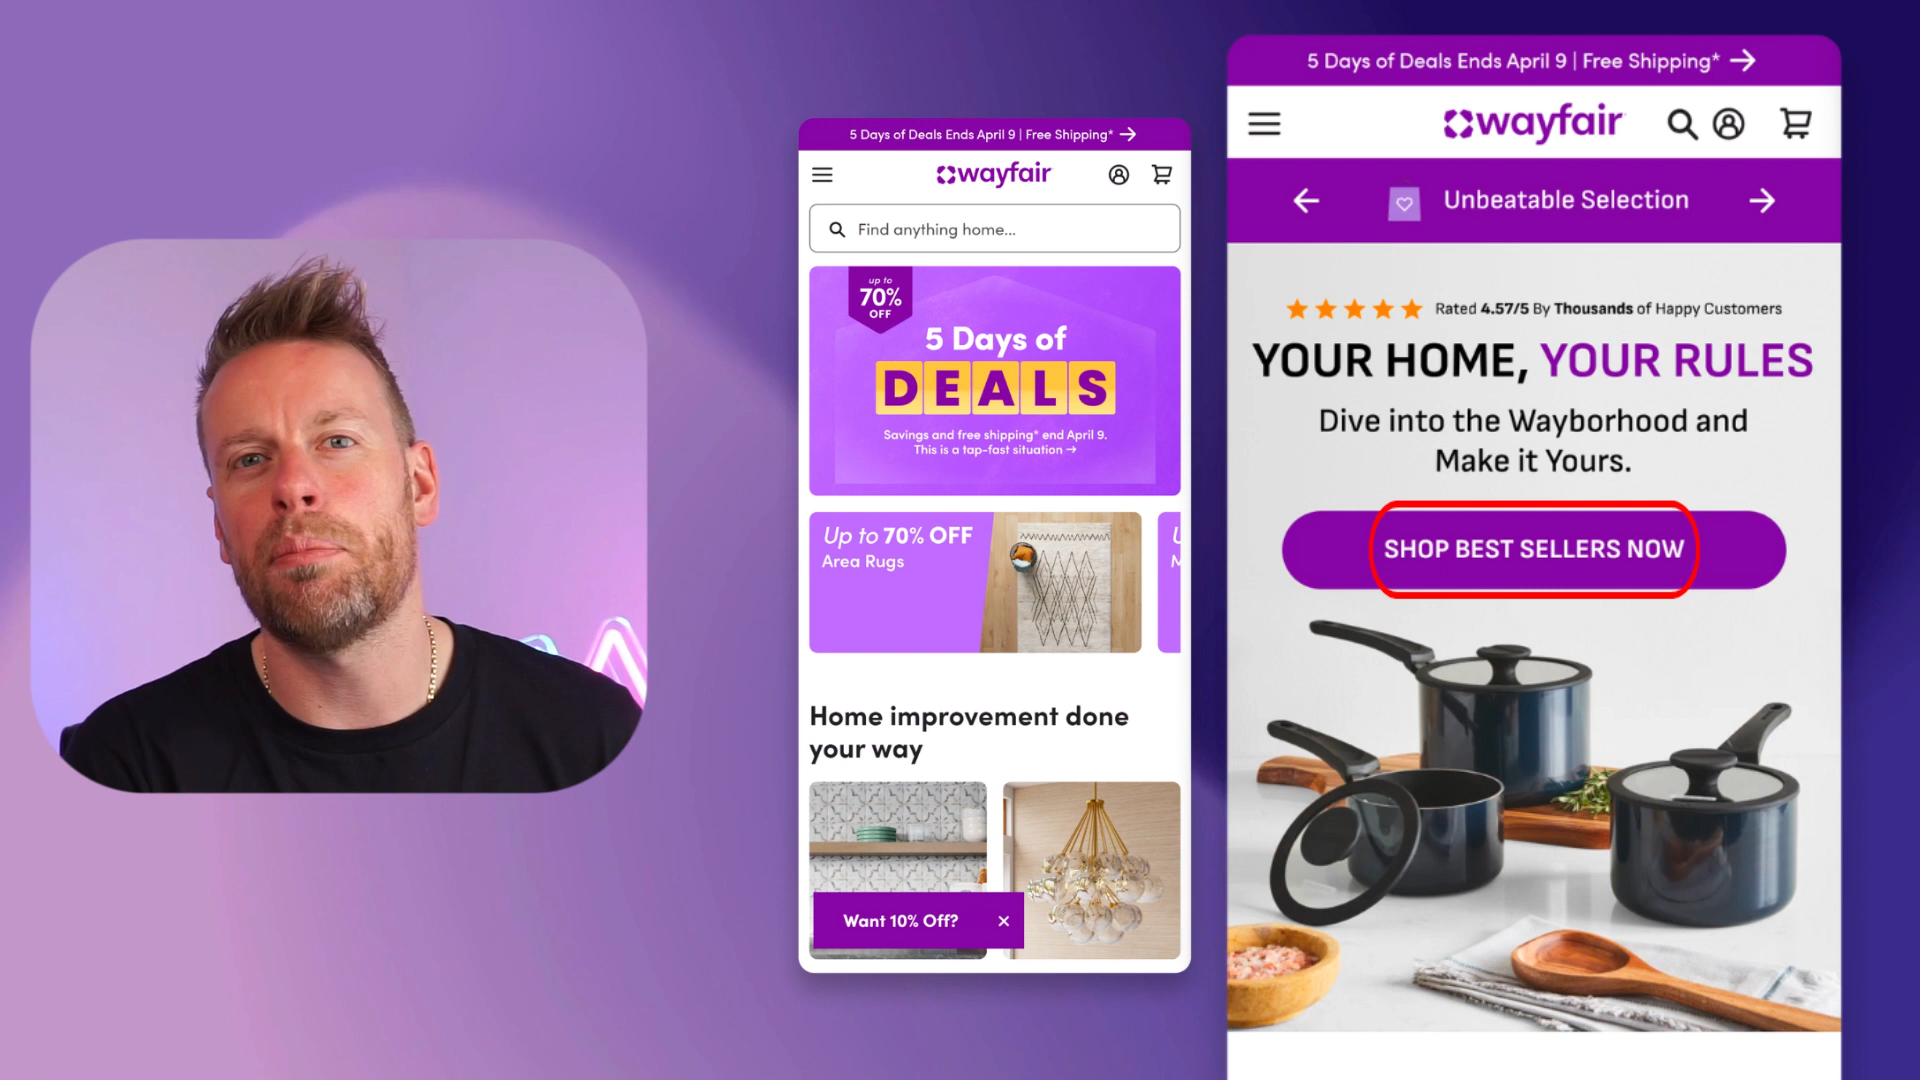 5 Days of Deals Ends April 9 | Free Shipping* →
wayfair
Find anything home...
up to
70%
OFF
5 Days of
DEALS
Savings and free shipping* end April 9.
This is a tap-fast situation →
Up to 70% OFF
Area Rugs
Home improvement done
your way
Want 10% Off? ×
5 Days of Deals Ends April 9 | Free Shipping* →
wayfair
← Unbeatable Selection →
Rated 4.57/5 By Thousands of Happy Customers
YOUR HOME, YOUR RULES
Dive into the Wayborhood and
Make it Yours.
SHOP BEST SELLERS NOW